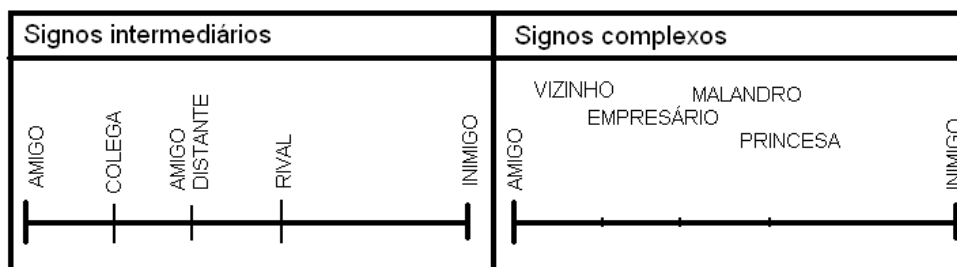 Signos intermediários
AMIGO
COLEGA
AMIGO
DISTANTE
RIVAL
INIMIGO
Signos complexos
VIZINHO
MALANDRO
EMPRESÁRIO
PRINCESA
AMIGO
INIMIGO